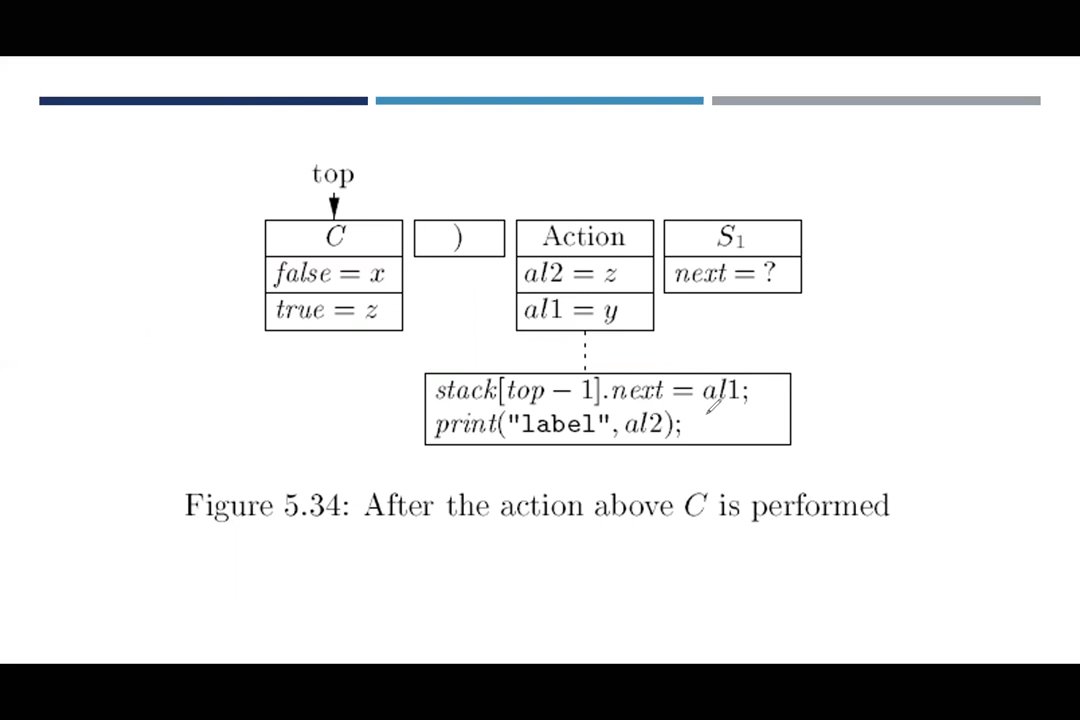 top
C ) Action S₁
false = x al2 = z next = ?
true = z al1 = y
stack[top − 1].next = al1;
print("label", al2);
Figure 5.34: After the action above C is performed